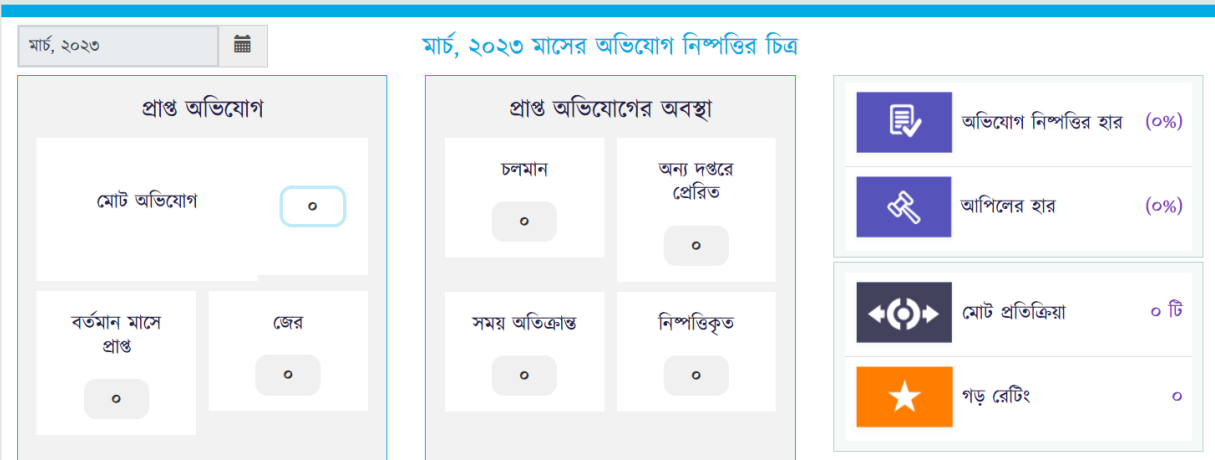 মার্চ, ২০২৩
মার্চ, ২০২৩ মাসের অভিযোগ নিষ্পত্তির চিত্র
প্রাপ্ত অভিযোগ
মোট অভিযোগ
০
বর্তমান মাসে
প্রাপ্ত
০
জের
০
প্রাপ্ত অভিযোগের অবস্থা
চলমান
০
অন্য দপ্তরে
প্রেরিত
০
সময় অতিক্রান্ত
০
নিষ্পত্তিকৃত
০
অভিযোগ নিষ্পত্তির হার (০%)
আপিলের হার (০%)
মোট প্রতিক্রিয়া ০ টি
গড় রেটিং ০